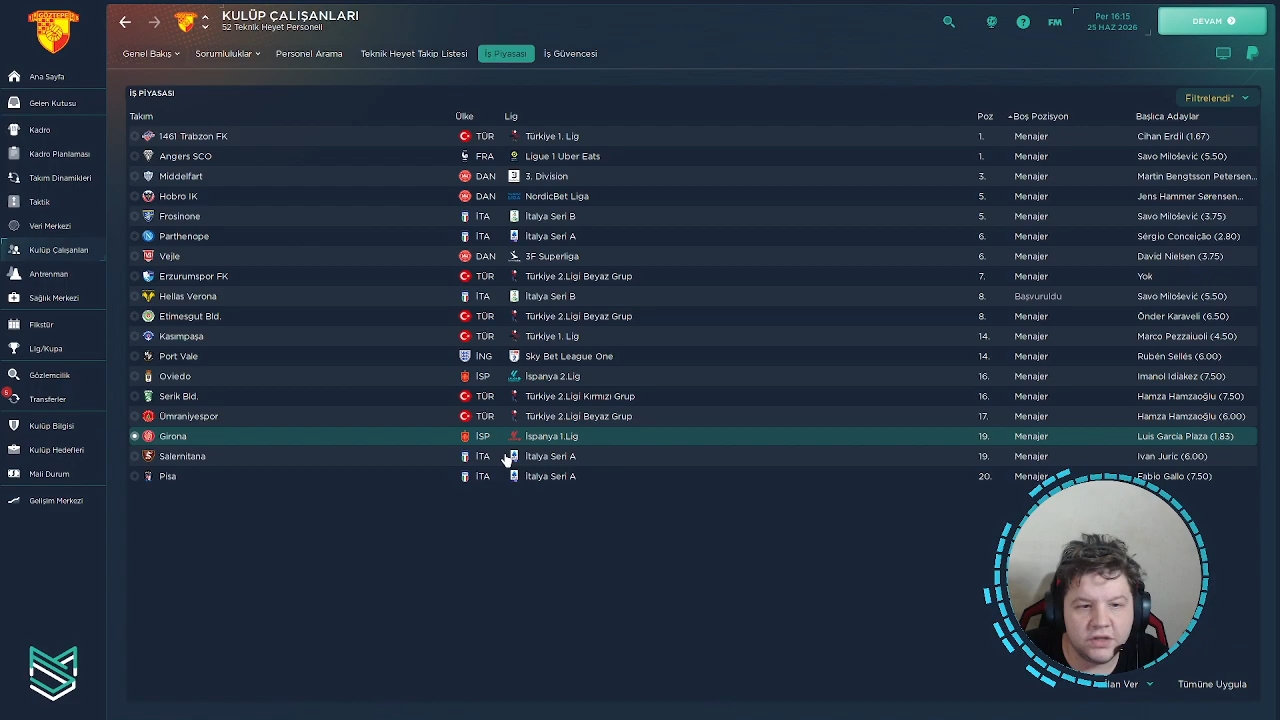 KULÜP ÇALIŞANLARI
52 Teknik Heyet Personeli
FM
Per 16:15
25 HAZ 2026
DEVAM
Genel Bakış
Sorumluluklar
Personel Arama
Teknik Heyet Takip Listesi
İş Piyasası
İş Güvencesi
Ana Sayfa
Gelen Kutusu
Kadro
Kadro Planlaması
Takım Dinamikleri
Taktik
Veri Merkezi
Kulüp Çalışanları
Antrenman
Sağlık Merkezi
Fikstür
Lig/Kupa
Gözlemcilik
5
Transferler
Kulüp Bilgisi
Kulüp Hedefleri
Mali Durum
Gelişim Merkezi
İŞ PİYASASI
Filtrelendi*
Takım Ülke Lig Poz Boş Pozisyon Başlıca Adaylar
1461 Trabzon FK TÜR Türkiye 1. Lig 1. Menajer Cihan Erdil (1.67)
Angers SCO FRA Ligue 1 Uber Eats 1. Menajer Savo Milošević (5.50)
Middelfart DAN 3. Division 3. Menajer Martin Bengtsson Petersen...
Hobro IK DAN NordicBet Liga 5. Menajer Jens Hammer Sørensen...
Frosinone İTA İtalya Seri B 5. Menajer Savo Milošević (3.75)
Parthenope İTA İtalya Seri A 6. Menajer Sérgio Conceição (2.80)
Vejle DAN 3F Superliga 6. Menajer David Nielsen (3.75)
Erzurumspor FK TÜR Türkiye 2.Ligi Beyaz Grup 7. Menajer Yok
Hellas Verona İTA İtalya Seri B 8. Başvuruldu Savo Milošević (5.50)
Etimesgut Bld. TÜR Türkiye 2.Ligi Beyaz Grup 8. Menajer Önder Karaveli (6.50)
Kasımpaşa TÜR Türkiye 1. Lig 14. Menajer Marco Pezzaiuoli (4.50)
Port Vale İNG Sky Bet League One 14. Menajer Rubén Sellés (6.00)
Oviedo İSP İspanya 2.Lig 16. Menajer Imanol Idiakez (7.50)
Serik Bld. TÜR Türkiye 2.Ligi Kırmızı Grup 16. Menajer Hamza Hamzaoğlu (7.50)
Ümraniyespor TÜR Türkiye 2.Ligi Beyaz Grup 17. Menajer Hamza Hamzaoğlu (6.00)
Girona İSP İspanya 1.Lig 19. Menajer Luis García Plaza (1.83)
Salernitana İTA İtalya Seri A 19. Menajer Ivan Juric (6.00)
Pisa İTA İtalya Seri A 20. Menajer Fabio Gallo (7.50)
Ver
Tümüne Uygula